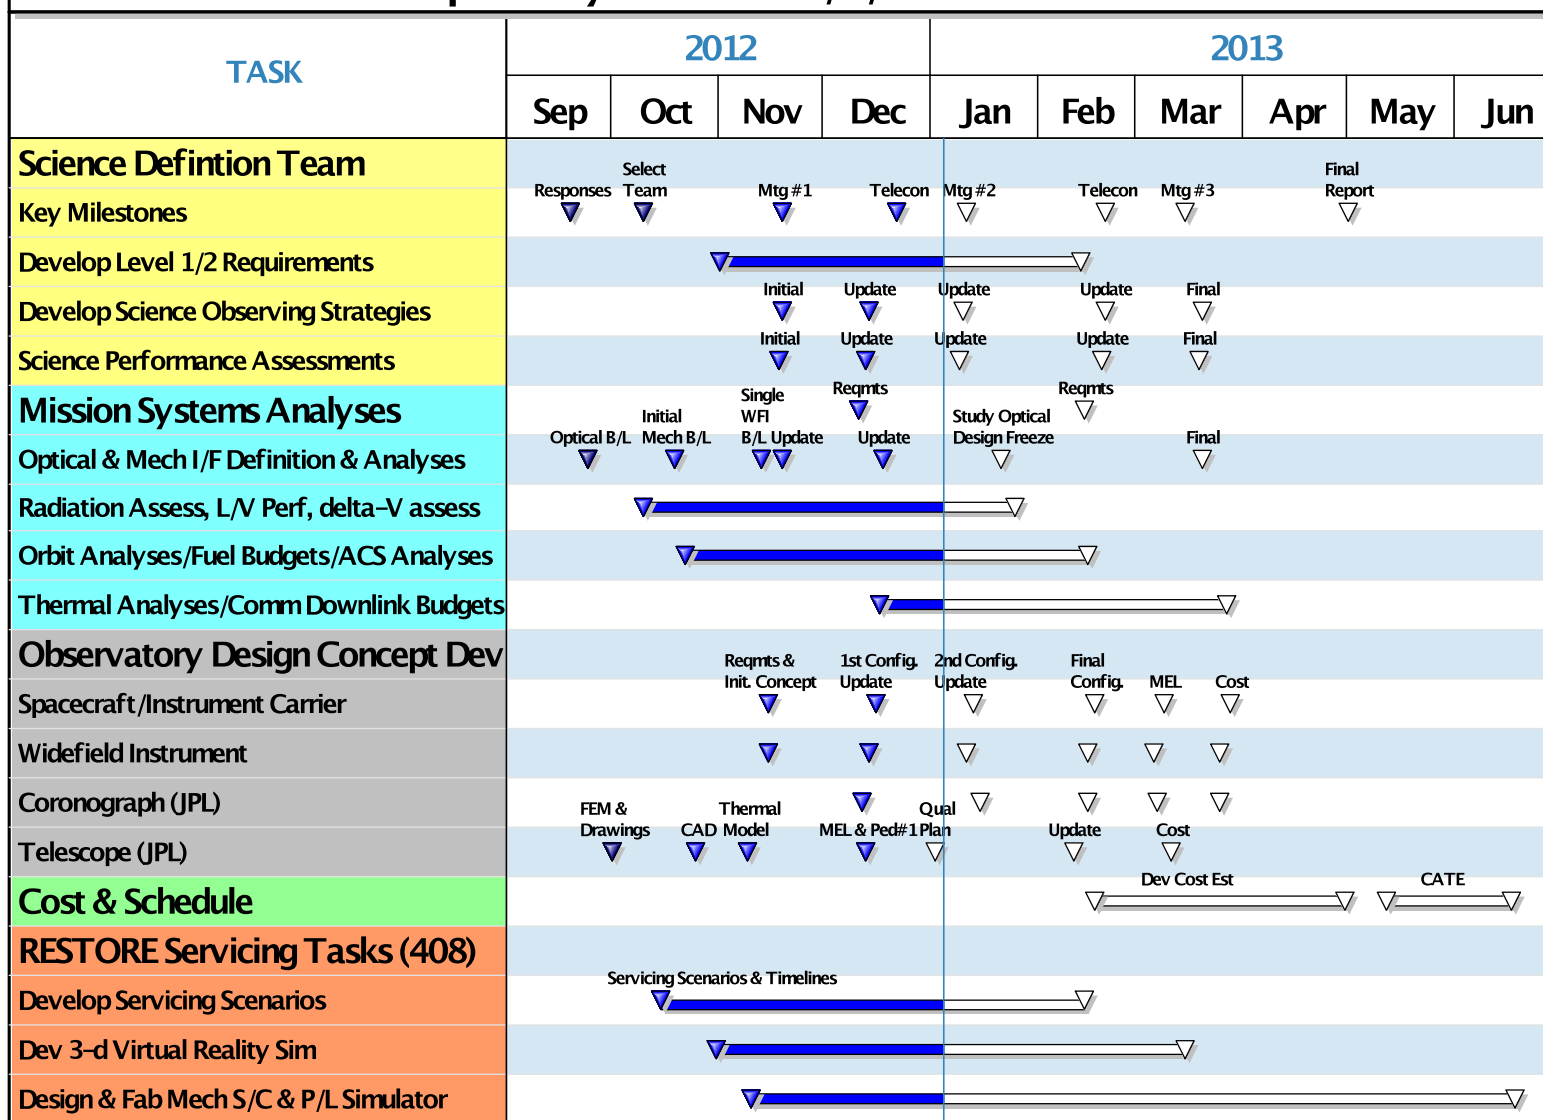 2012 2013
TASK
Sep Oct Nov Dec Jan Feb Mar Apr May Jun
Science Defintion Team
Select Final
Responses Team Mtg #1 Telecon Mtg #2 Telecon Mtg #3 Report
Key Milestones
Develop Level 1/2 Requirements
Initial Update Update Update Final
Develop Science Observing Strategies
Initial Update Update Update Final
Science Performance Assessments
Reqmts Reqmts
Single
Mission Systems Analyses
Initial WFI Study Optical
Optical B/L Mech B/L B/L Update Update Design Freeze Final
Optical & Mech I/F Definition & Analyses
Radiation Assess, L/V Perf, delta-V assess
Orbit Analyses/Fuel Budgets/ACS Analyses
Thermal Analyses/Comm Downlink Budgets
Observatory Design Concept Dev
Reqmts & 1st Config. 2nd Config. Final
Init. Concept Update Update Config. MEL Cost
Spacecraft/Instrument Carrier
Widefield Instrument
Coronograph (JPL)
FEM & Thermal Qual
Drawings CAD Model MEL & Ped#1 Plan Update Cost
Telescope (JPL)
Dev Cost Est CATE
Cost & Schedule
RESTORE Servicing Tasks (408)
Servicing Scenarios & Timelines
Develop Servicing Scenarios
Dev 3-d Virtual Reality Sim
Design & Fab Mech S/C & P/L Simulator